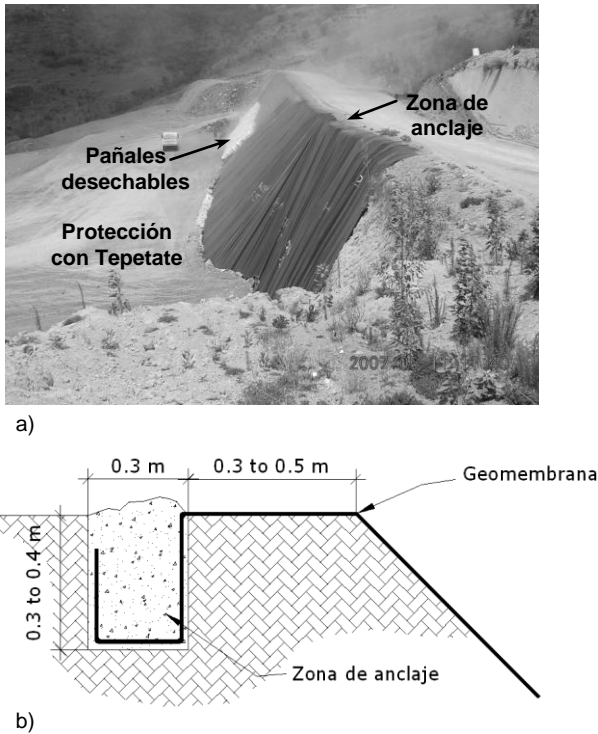 Zona de
anclaje
Pañales
desechables
Protección
con Tepetate
a)
0.3 m
0.3 to 0.5 m
Geomembrana
0.3 to 0.4 m
Zona de anclaje
b)